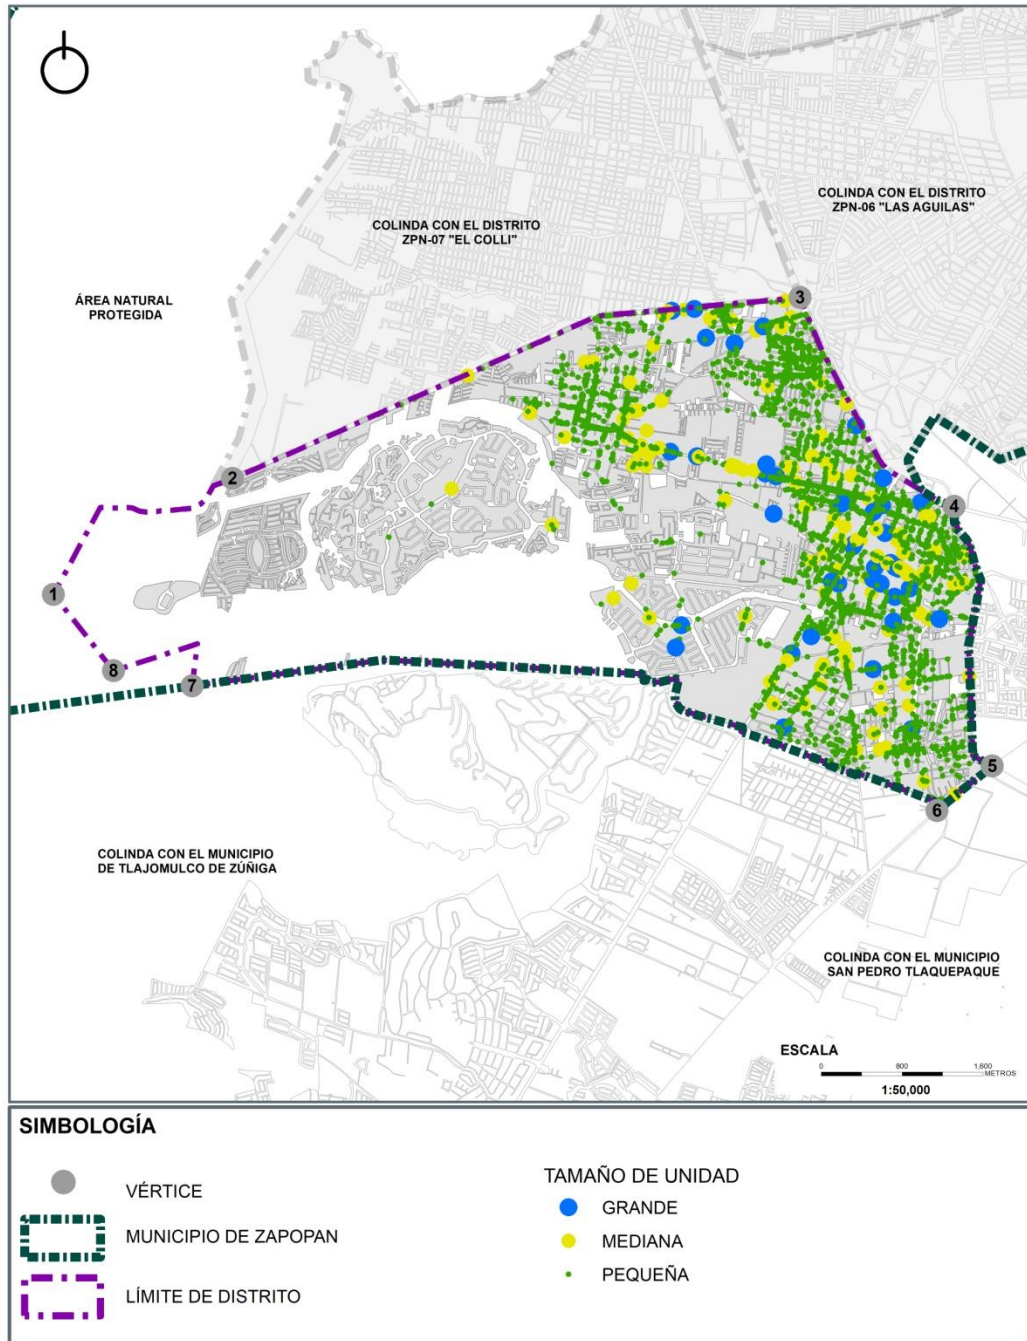 COLINDA CON EL DISTRITO
ZPN-06 "LAS AGUILAS"
COLINDA CON EL DISTRITO
ZPN-07 "EL COLLI"
ÁREA NATURAL
PROTEGIDA
3
2
4
1
8
7
5
6
COLINDA CON EL MUNICIPIO
DE TLAJOMULCO DE ZÚÑIGA
COLINDA CON EL MUNICIPIO
SAN PEDRO TLAQUEPAQUE
ESCALA
0 800 1,600
METROS
1:50,000
SIMBOLOGÍA
VÉRTICE
MUNICIPIO DE ZAPOPAN
LÍMITE DE DISTRITO
TAMAÑO DE UNIDAD
GRANDE
MEDIANA
PEQUEÑA